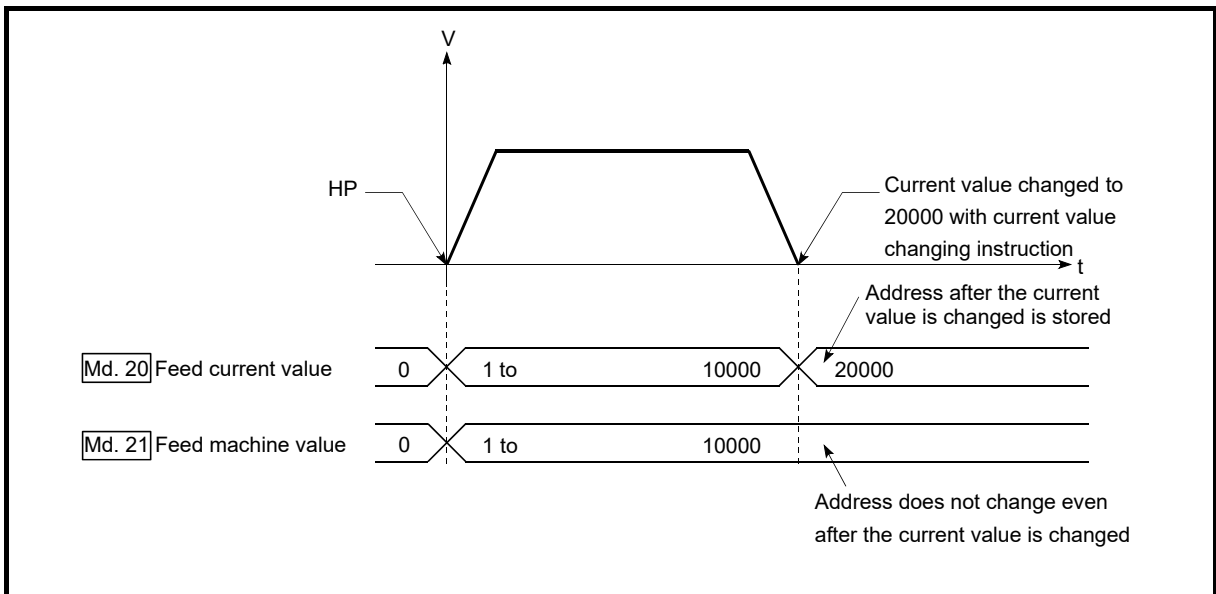 V
HP
Current value changed to
20000 with current value
changing instruction
t
Address after the current
value is changed is stored
Md. 20 Feed current value 0 1 to 10000 20000
Md. 21 Feed machine value 0 1 to 10000
Address does not change even
after the current value is changed